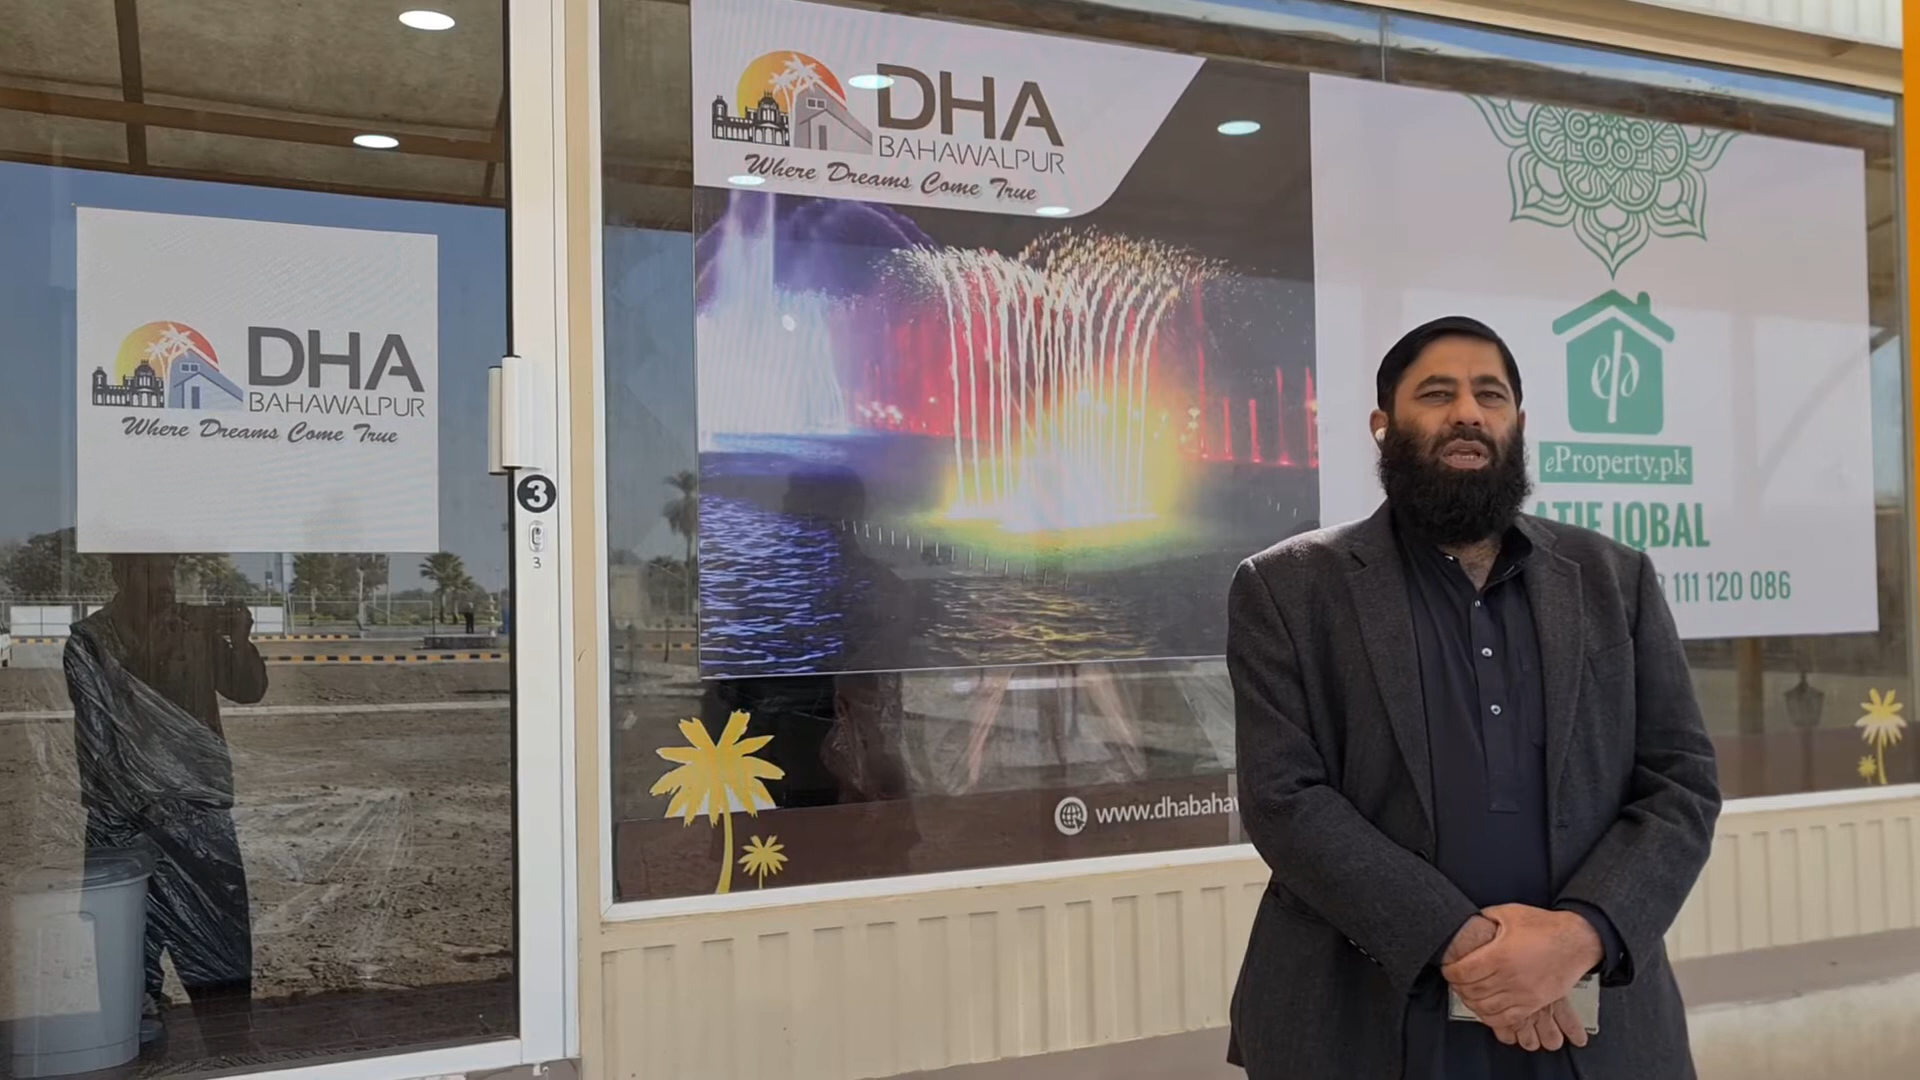 DHA
BAHAWALPUR
Where Dreams Come True
DHA
BAHAWALPUR
Where Dreams Come True
3
3
www.dhabahaw
ep
eProperty.pk
ATIF IQBAL
111 120 086